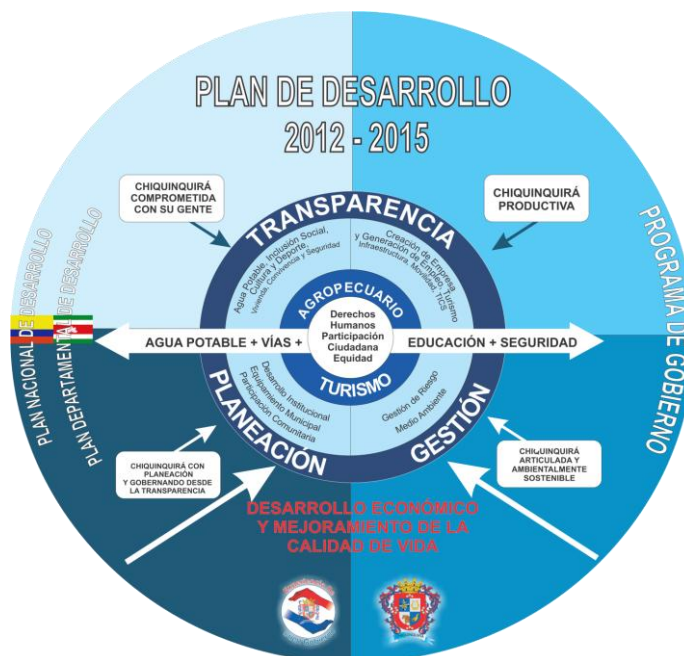 PLAN DE DESARROLLO
2012 - 2015
CHIQUINQUIRÁ
COMPROMETIDA
CON SU GENTE
CHIQUINQUIRÁ
PRODUCTIVA
TRANSPARENCIA
Agua Potable, Inclusión Social,
Cultura y Deporte,
Vivienda, Convivencia y Seguridad
Creación de Empresa
y Generación de Empleo, Turismo
Infraestructura, Movilidad, TICS
AGROPECUARIO
Derechos
Humanos
Participación
Ciudadana
Equidad
AGUA POTABLE + VÍAS +
EDUCACIÓN + SEGURIDAD
TURISMO
Desarrollo Institucional
Equipamiento Municipal
Participación Comunitaria
Gestión de Riesgo
Medio Ambiente
PLANEACIÓN
GESTIÓN
PLAN NACIONAL DE DESARROLLO
PLAN DEPARTAMENTAL DE DESARROLLO
PROGRAMA DE GOBIERNO
CHIQUINQUIRÁ CON
PLANEACIÓN
Y GOBERNANDO DESDE
LA TRANSPARENCIA
CHIQUINQUIRÁ
ARTICULADA Y
AMBIENTALMENTE
SOSTENIBLE
DESARROLLO ECONÓMICO
Y MEJORAMIENTO DE LA
CALIDAD DE VIDA